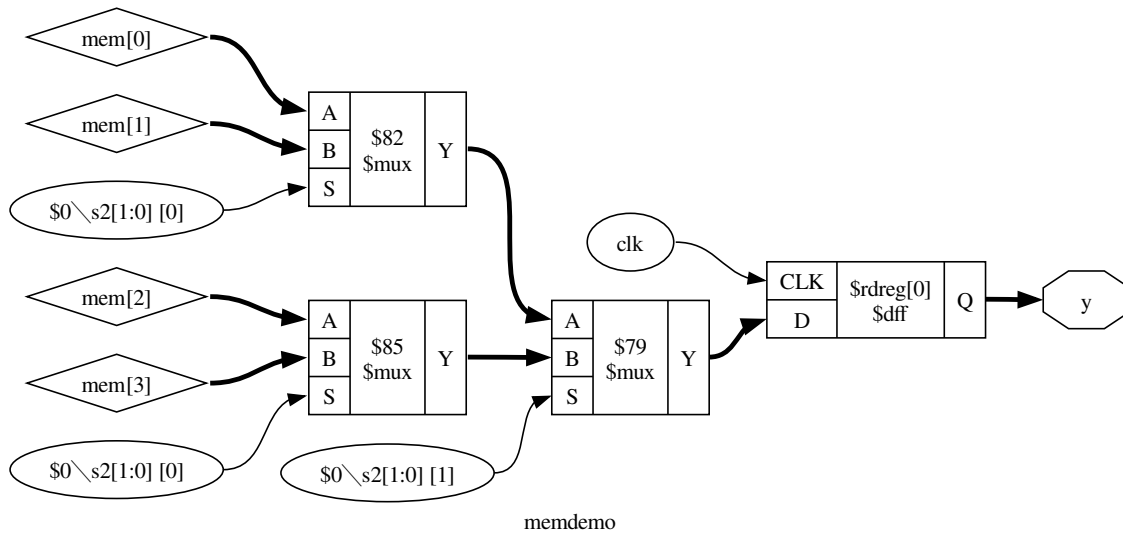 mem[0]
mem[1]
$0\s2[1:0] [0]
A
B
S
$82
$mux
Y
mem[2]
mem[3]
$0\s2[1:0] [0]
A
B
S
$85
$mux
Y
$0\s2[1:0] [1]
A
B
S
$79
$mux
Y
clk
CLK
D
$rdreg[0]
$dff
Q
y
memdemo